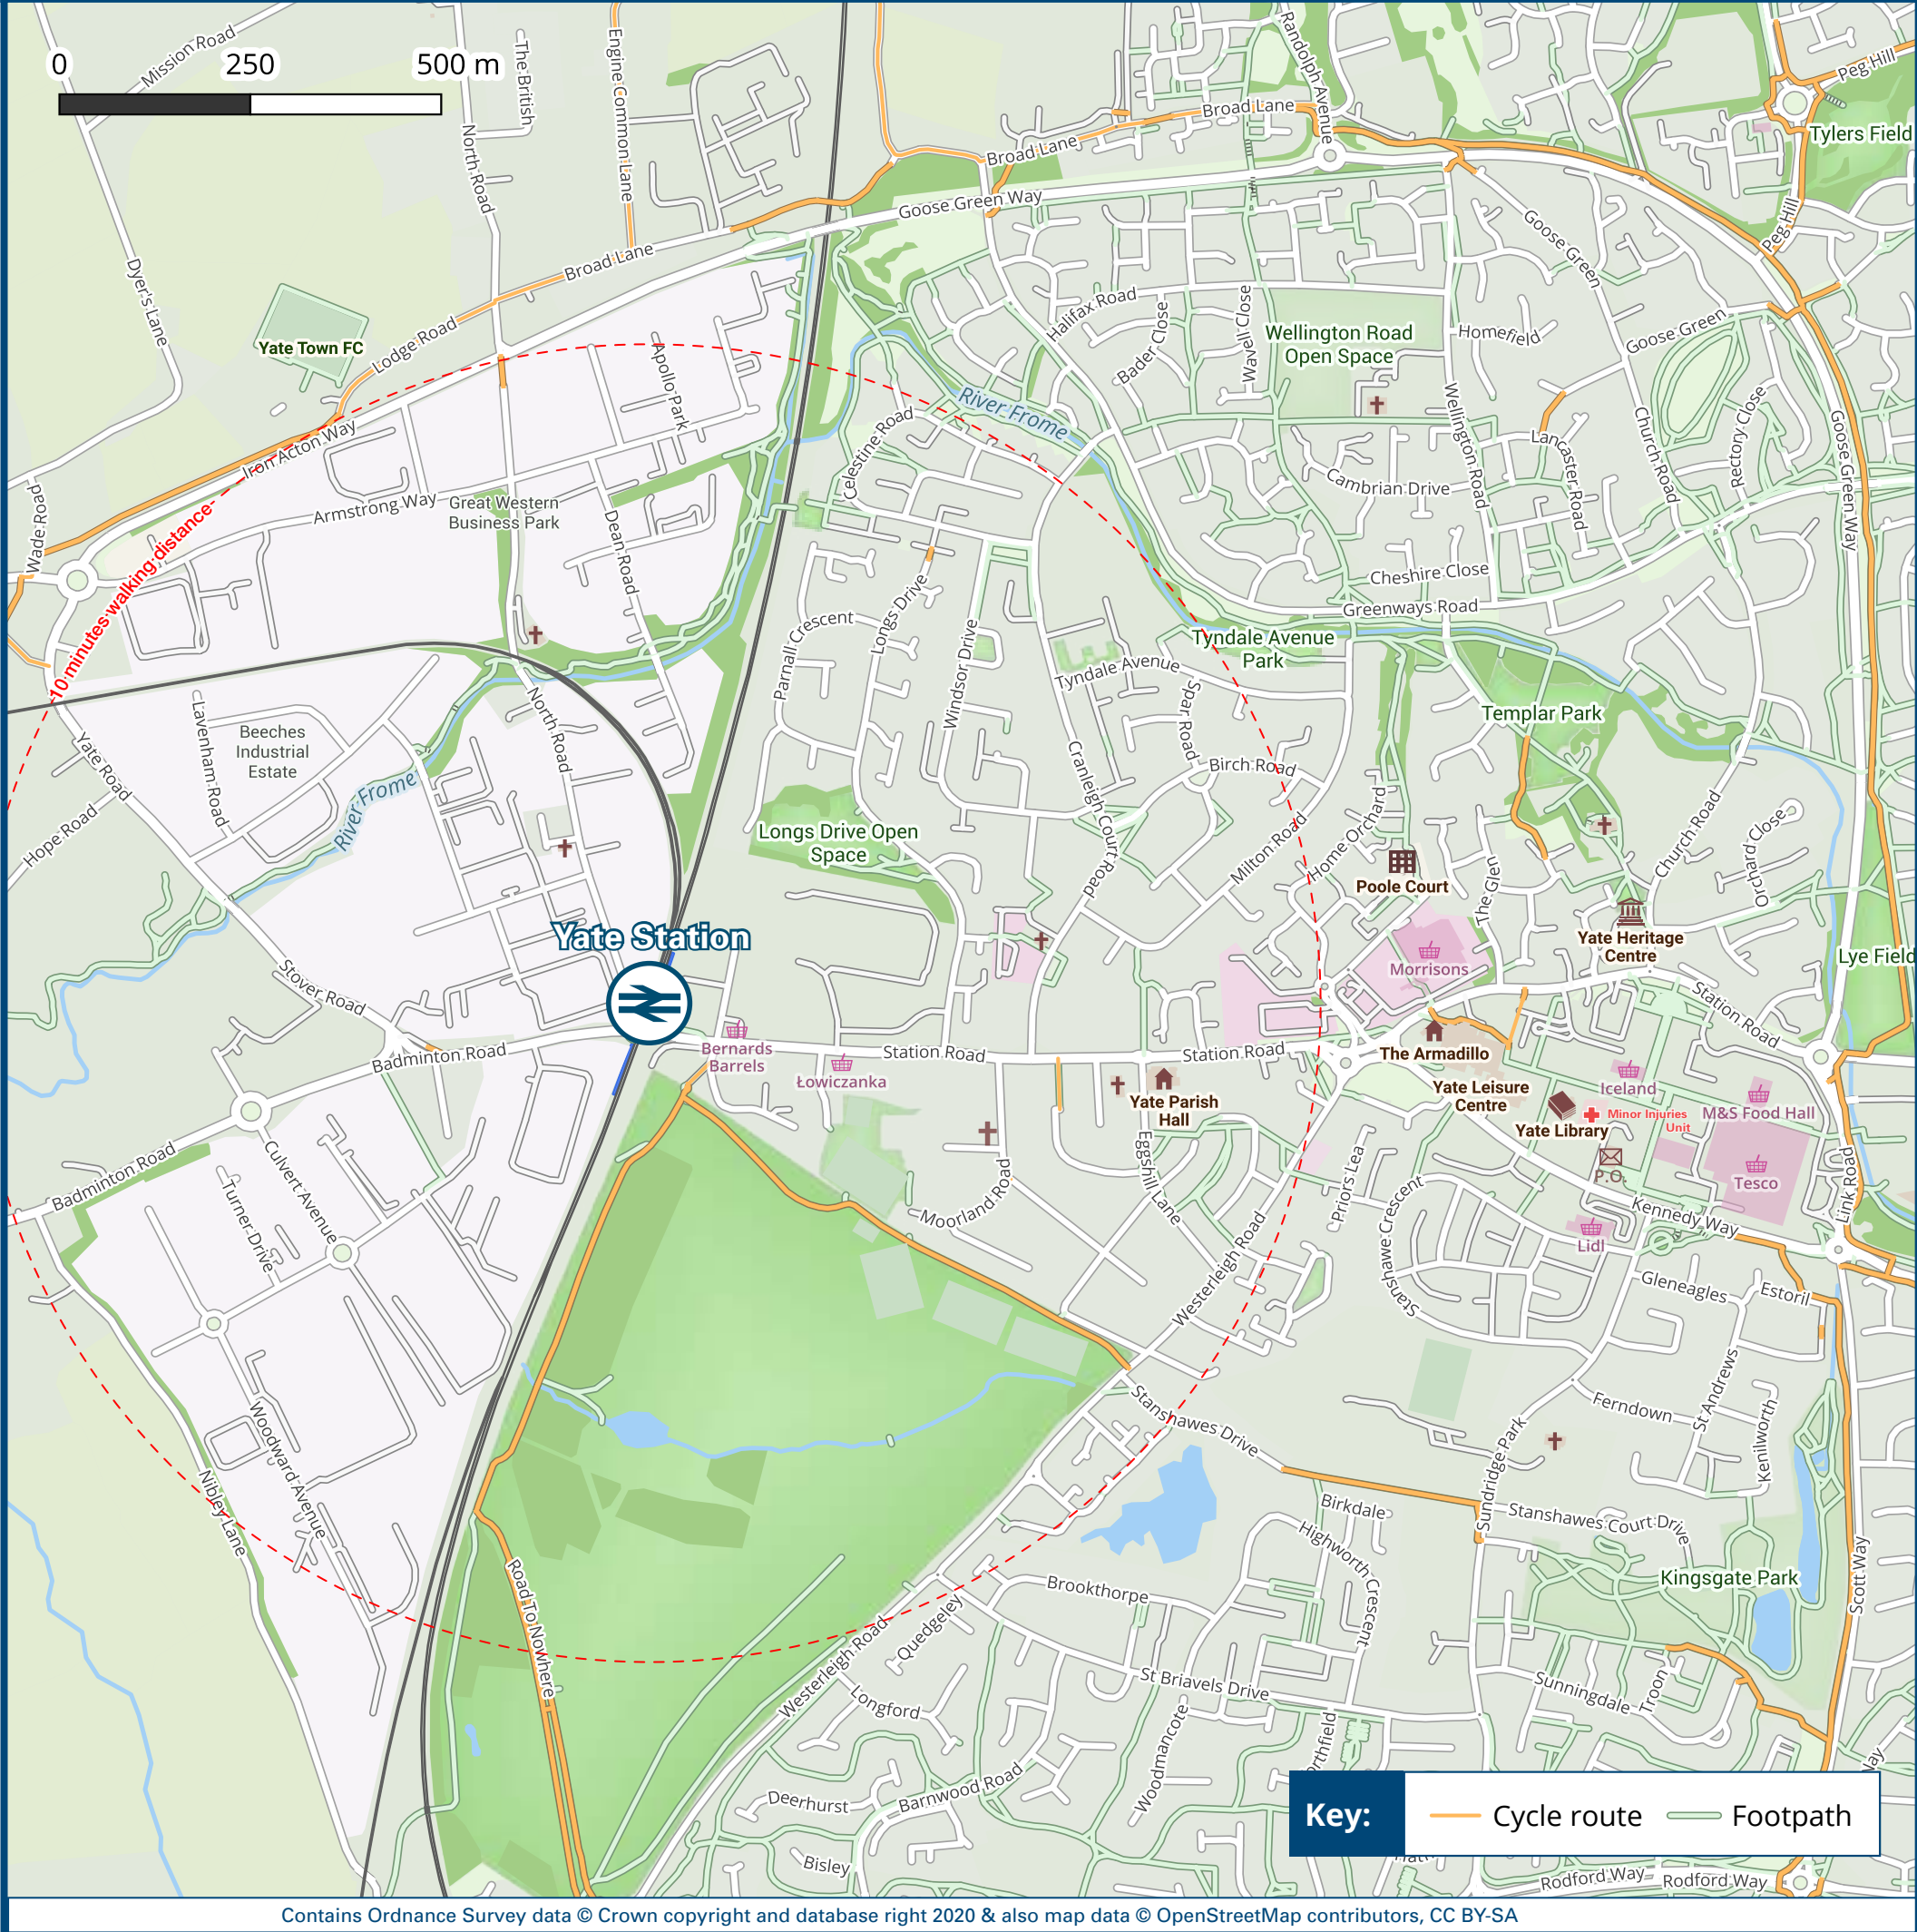 0 250 500 m
Mission Road
The British
Engine Common Lane
North Road
Randolph Avenue
Broad Lane
Broad Lane
Peg Hill
Tylers Field
Goose Green Way
Peg Hill
Goose Green
Dyer's Lane
Broad Lane
Lodge Road
Yate Town FC
Apollo Park
Halifax Road
Bader Close
Wavell Close
Wellington Road
Open Space
Homefield
Goose Green
River Frome
Wellington Road
Lancaster Road
Church Road
Rectory Close
Goose Green Way
Iron Acton Way
Armstrong Way
Great Western
Business Park
Dean Road
Celestine Road
Cambrian Drive
Wade Road
10 minutes walking distance
Cheshire Close
Greenways Road
Parnall Crescent
Longs Drive
Windsor Drive
Tyndale Avenue
Tyndale Avenue
Park
Spar Road
Templar Park
Lavenham Road
Beeches
Industrial
Estate
North Road
Yate Road
Hope Road
River Frome
Longs Drive Open
Space
Cranleigh Court Road
Birch Road
Milton Road
Home Orchard
Poole Court
The Glen
Church Road
Orchard Close
Yate Heritage
Centre
Lye Field
Morrisons
Yate Station
Stover Road
Badminton Road
Bernards
Barrels
Łowiczanka
Station Road
Station Road
Station Road
The Armadillo
Yate Leisure
Centre
Iceland
M&S Food Hall
Yate Library
Minor Injuries
Unit
Yate Parish
Hall
P.O.
Tesco
Link Road
Badminton Road
Culvert Avenue
Turner Drive
Moorland Road
Eggshill Lane
Priors Lea
Stanshawe Crescent
Kennedy Way
Lidl
Westerleigh Road
Gleneagles
Estoril
Woodward Avenue
Nibley Lane
Stanshawes Drive
Ferndown
St Andrews
Kenilworth
Sundridge Park
Birkdale
Stanshawes Court Drive
Highworth Crescent
Kingsgate Park
Scott Way
Road To Nowhere
Brookthorpe
Quedgeley
Westerleigh Road
Longford
St Briavels Drive
Sunningdale
Troon
Woodmancote
Deerhurst
Barnwood Road
Bisley
Key: Cycle route Footpath
Rodford Way
Rodford Way
Contains Ordnance Survey data © Crown copyright and database right 2020 & also map data © OpenStreetMap contributors, CC BY-SA